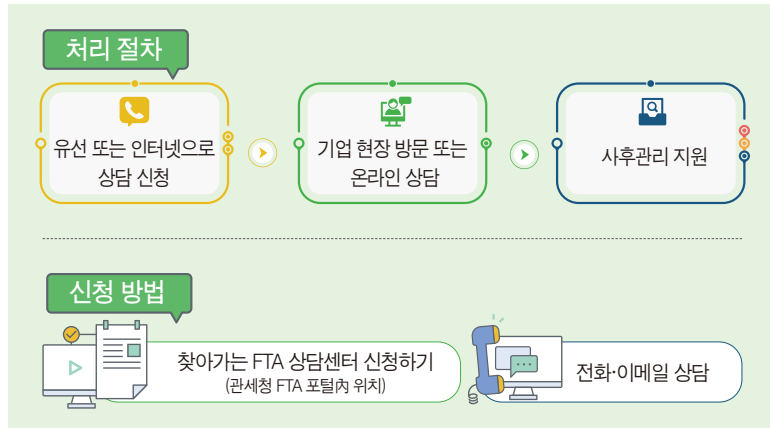 처리 절차
유선 또는 인터넷으로
상담 신청
기업 현장 방문 또는
온라인 상담
사후관리 지원
신청 방법
찾아가는 FTA 상담센터 신청하기
(관세청 FTA 포털內 위치)
전화·이메일 상담